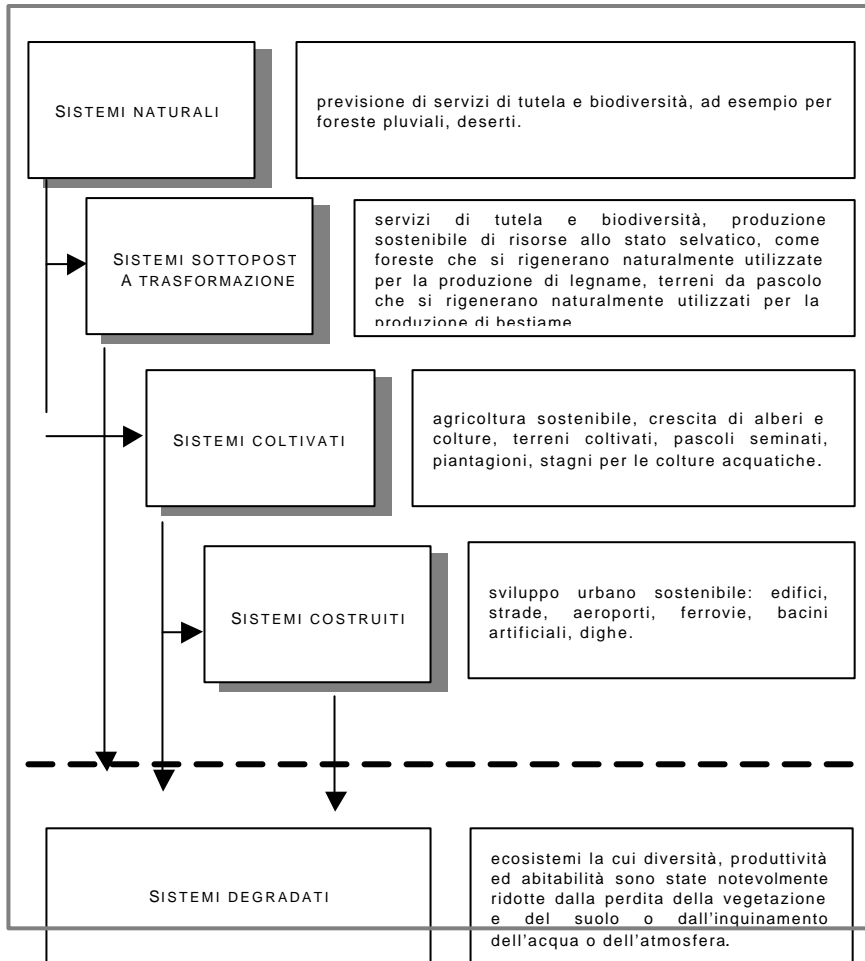 SISTEMI NATURALI
previsione di servizi di tutela e biodiversità, ad esempio per
foreste pluviali, deserti.
SISTEMI SOTTOPOST
A TRASFORMAZIONE
servizi di tutela e biodiversità, produzione
sostenibile di risorse allo stato selvatico, come
foreste che si rigenerano naturalmente utilizzate
per la produzione di legname, terreni da pascolo
che si rigenerano naturalmente utilizzati per la
produzione di bestiame
SISTEMI COLTIVATI
agricoltura sostenibile, crescita di alberi e
colture, terreni coltivati, pascoli seminati,
piantagioni, stagni per le colture acquatiche.
SISTEMI COSTRUITI
sviluppo urbano sostenibile: edifici,
strade, aeroporti, ferrovie, bacini
artificiali, dighe.
SISTEMI DEGRADATI
ecosistemi la cui diversità, produttività
ed abitabilità sono state notevolmente
ridotte dalla perdita della vegetazione
e del suolo o dall'inquinamento
dell'acqua o dell'atmosfera.